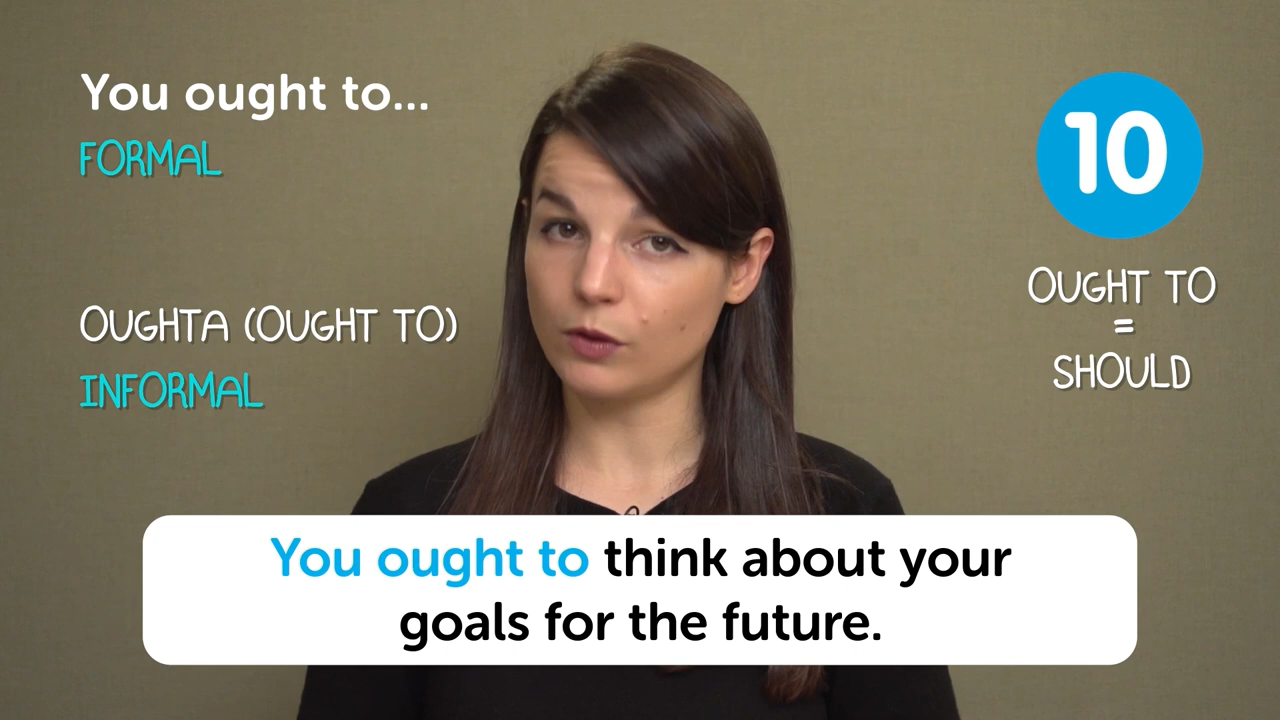 You ought to...
FORMAL
OUGHTA (OUGHT TO)
INFORMAL
10
OUGHT TO
=
SHOULD
You ought to think about your
goals for the future.